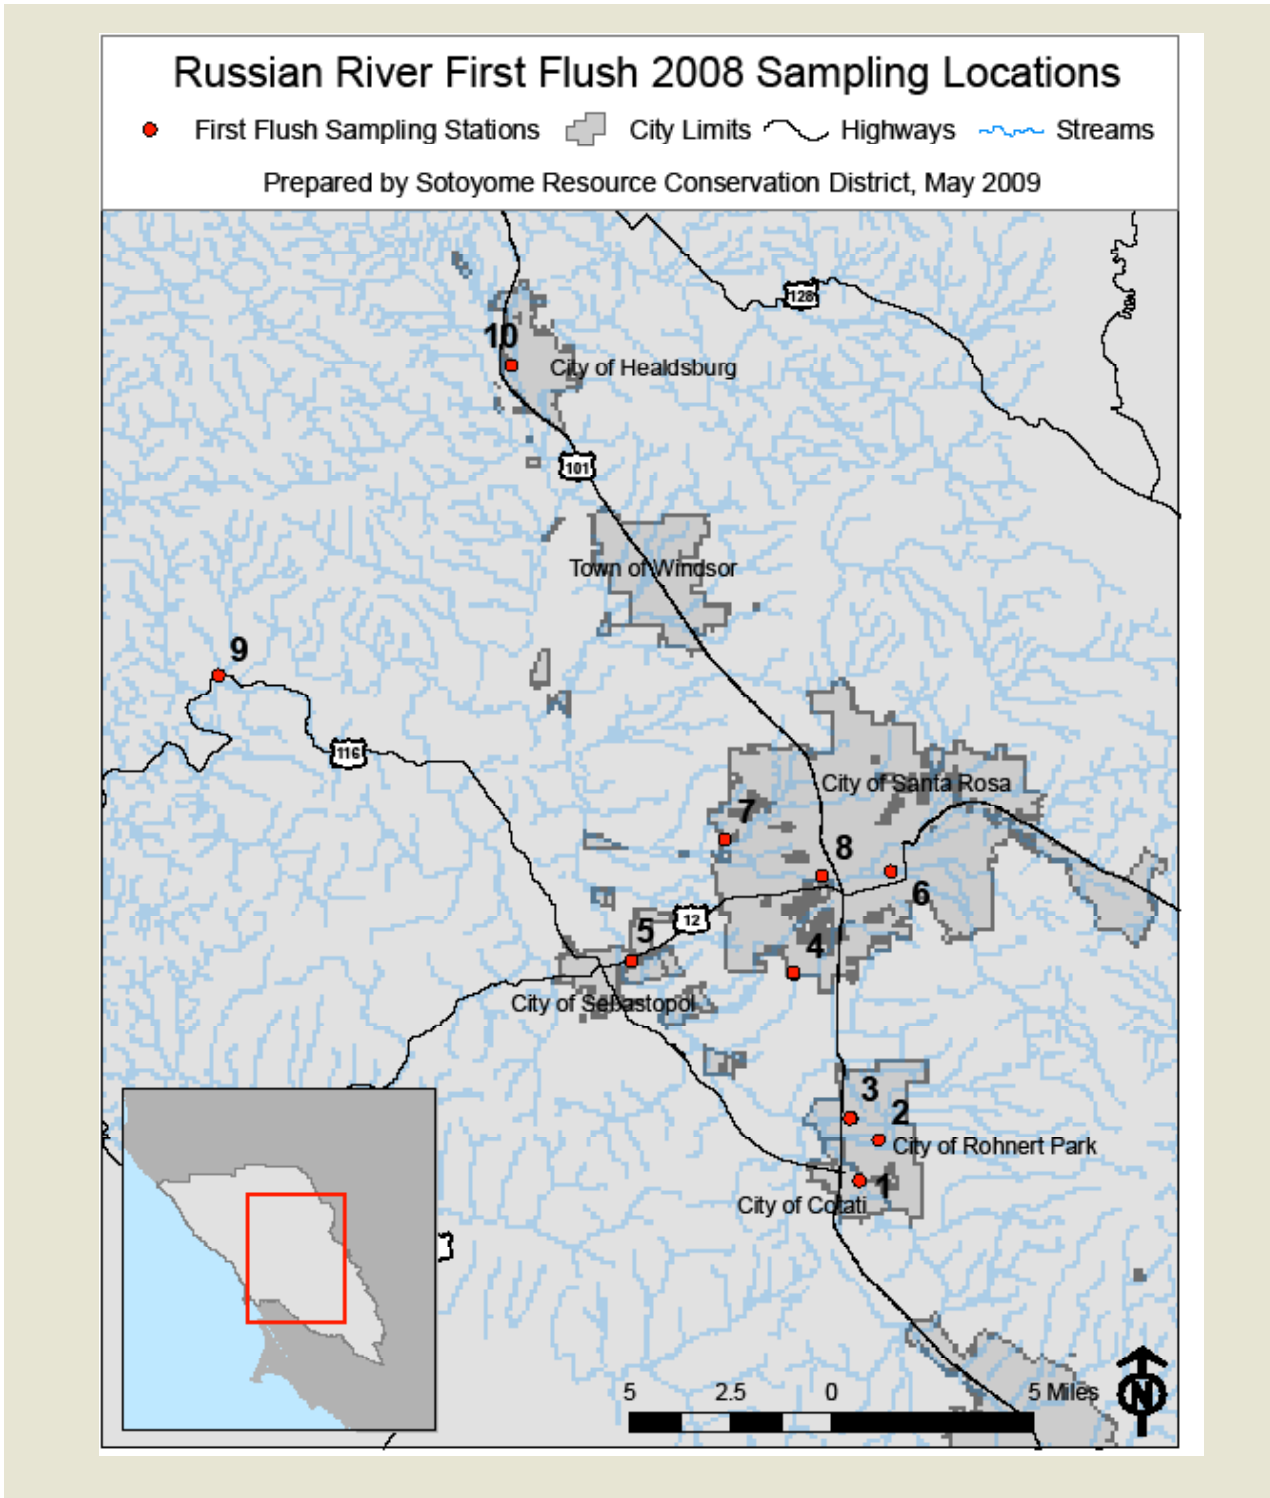 Russian River First Flush 2008 Sampling Locations
First Flush Sampling Stations City Limits Highways Streams
Prepared by Sotoyome Resource Conservation District, May 2009
128
10
City of Healdsburg
101
Town of Windsor
9
116
City of Santa Rosa
7
8
6
12
5
4
City of Sebastopol
3
2
City of Rohnert Park
1
City of Cotati
5 2.5 0 5 Miles
N